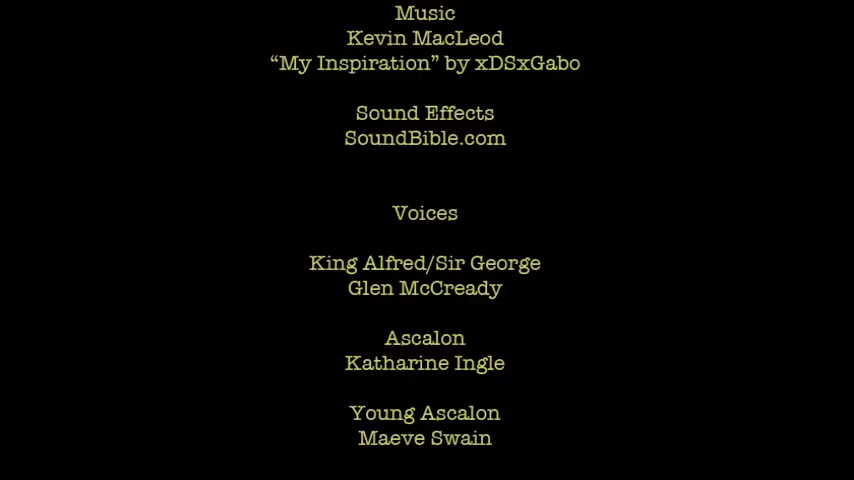 Music
Kevin MacLeod
“My Inspiration” by xDSxGabo
Sound Effects
SoundBible.com
Voices
King Alfred/Sir George
Glen McCready
Ascalon
Katharine Ingle
Young Ascalon
Maeve Swain